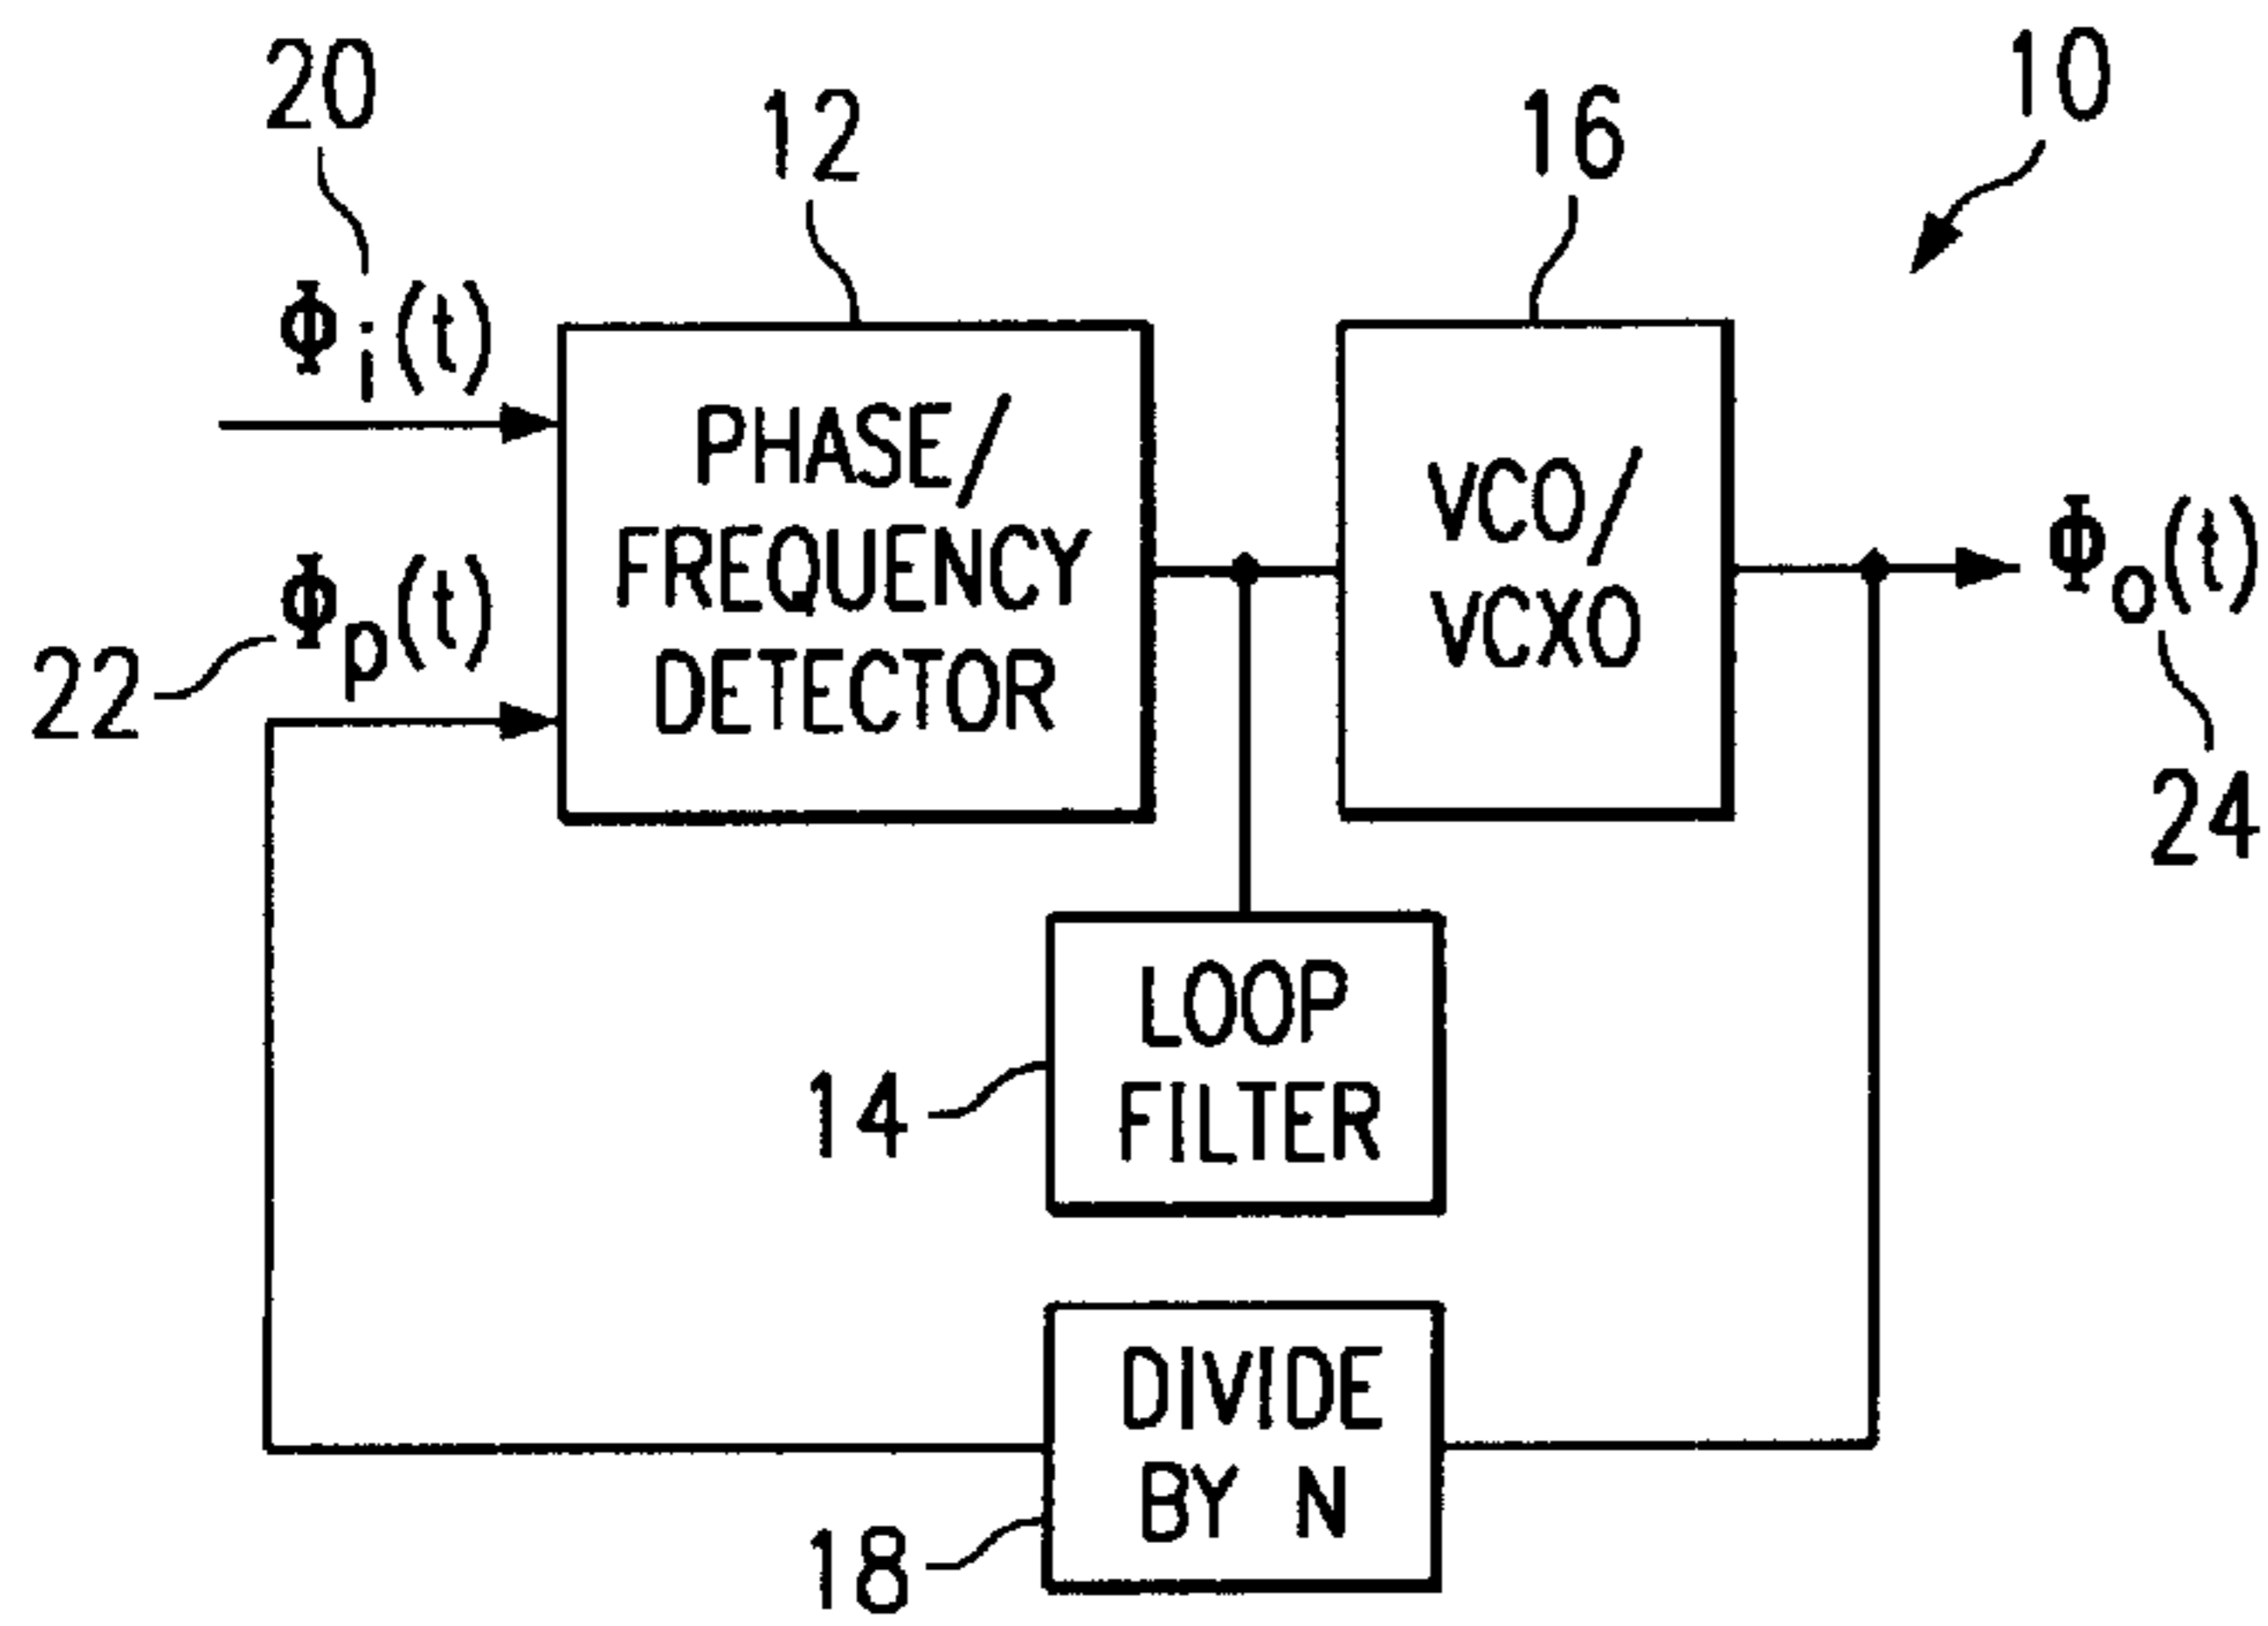 20
12
16
10
Φi(t)
PHASE/
FREQUENCY
DETECTOR
VCO/
VCXO
Φo(t)
Φp(t)
22
24
LOOP
FILTER
14
DIVIDE
BY N
18